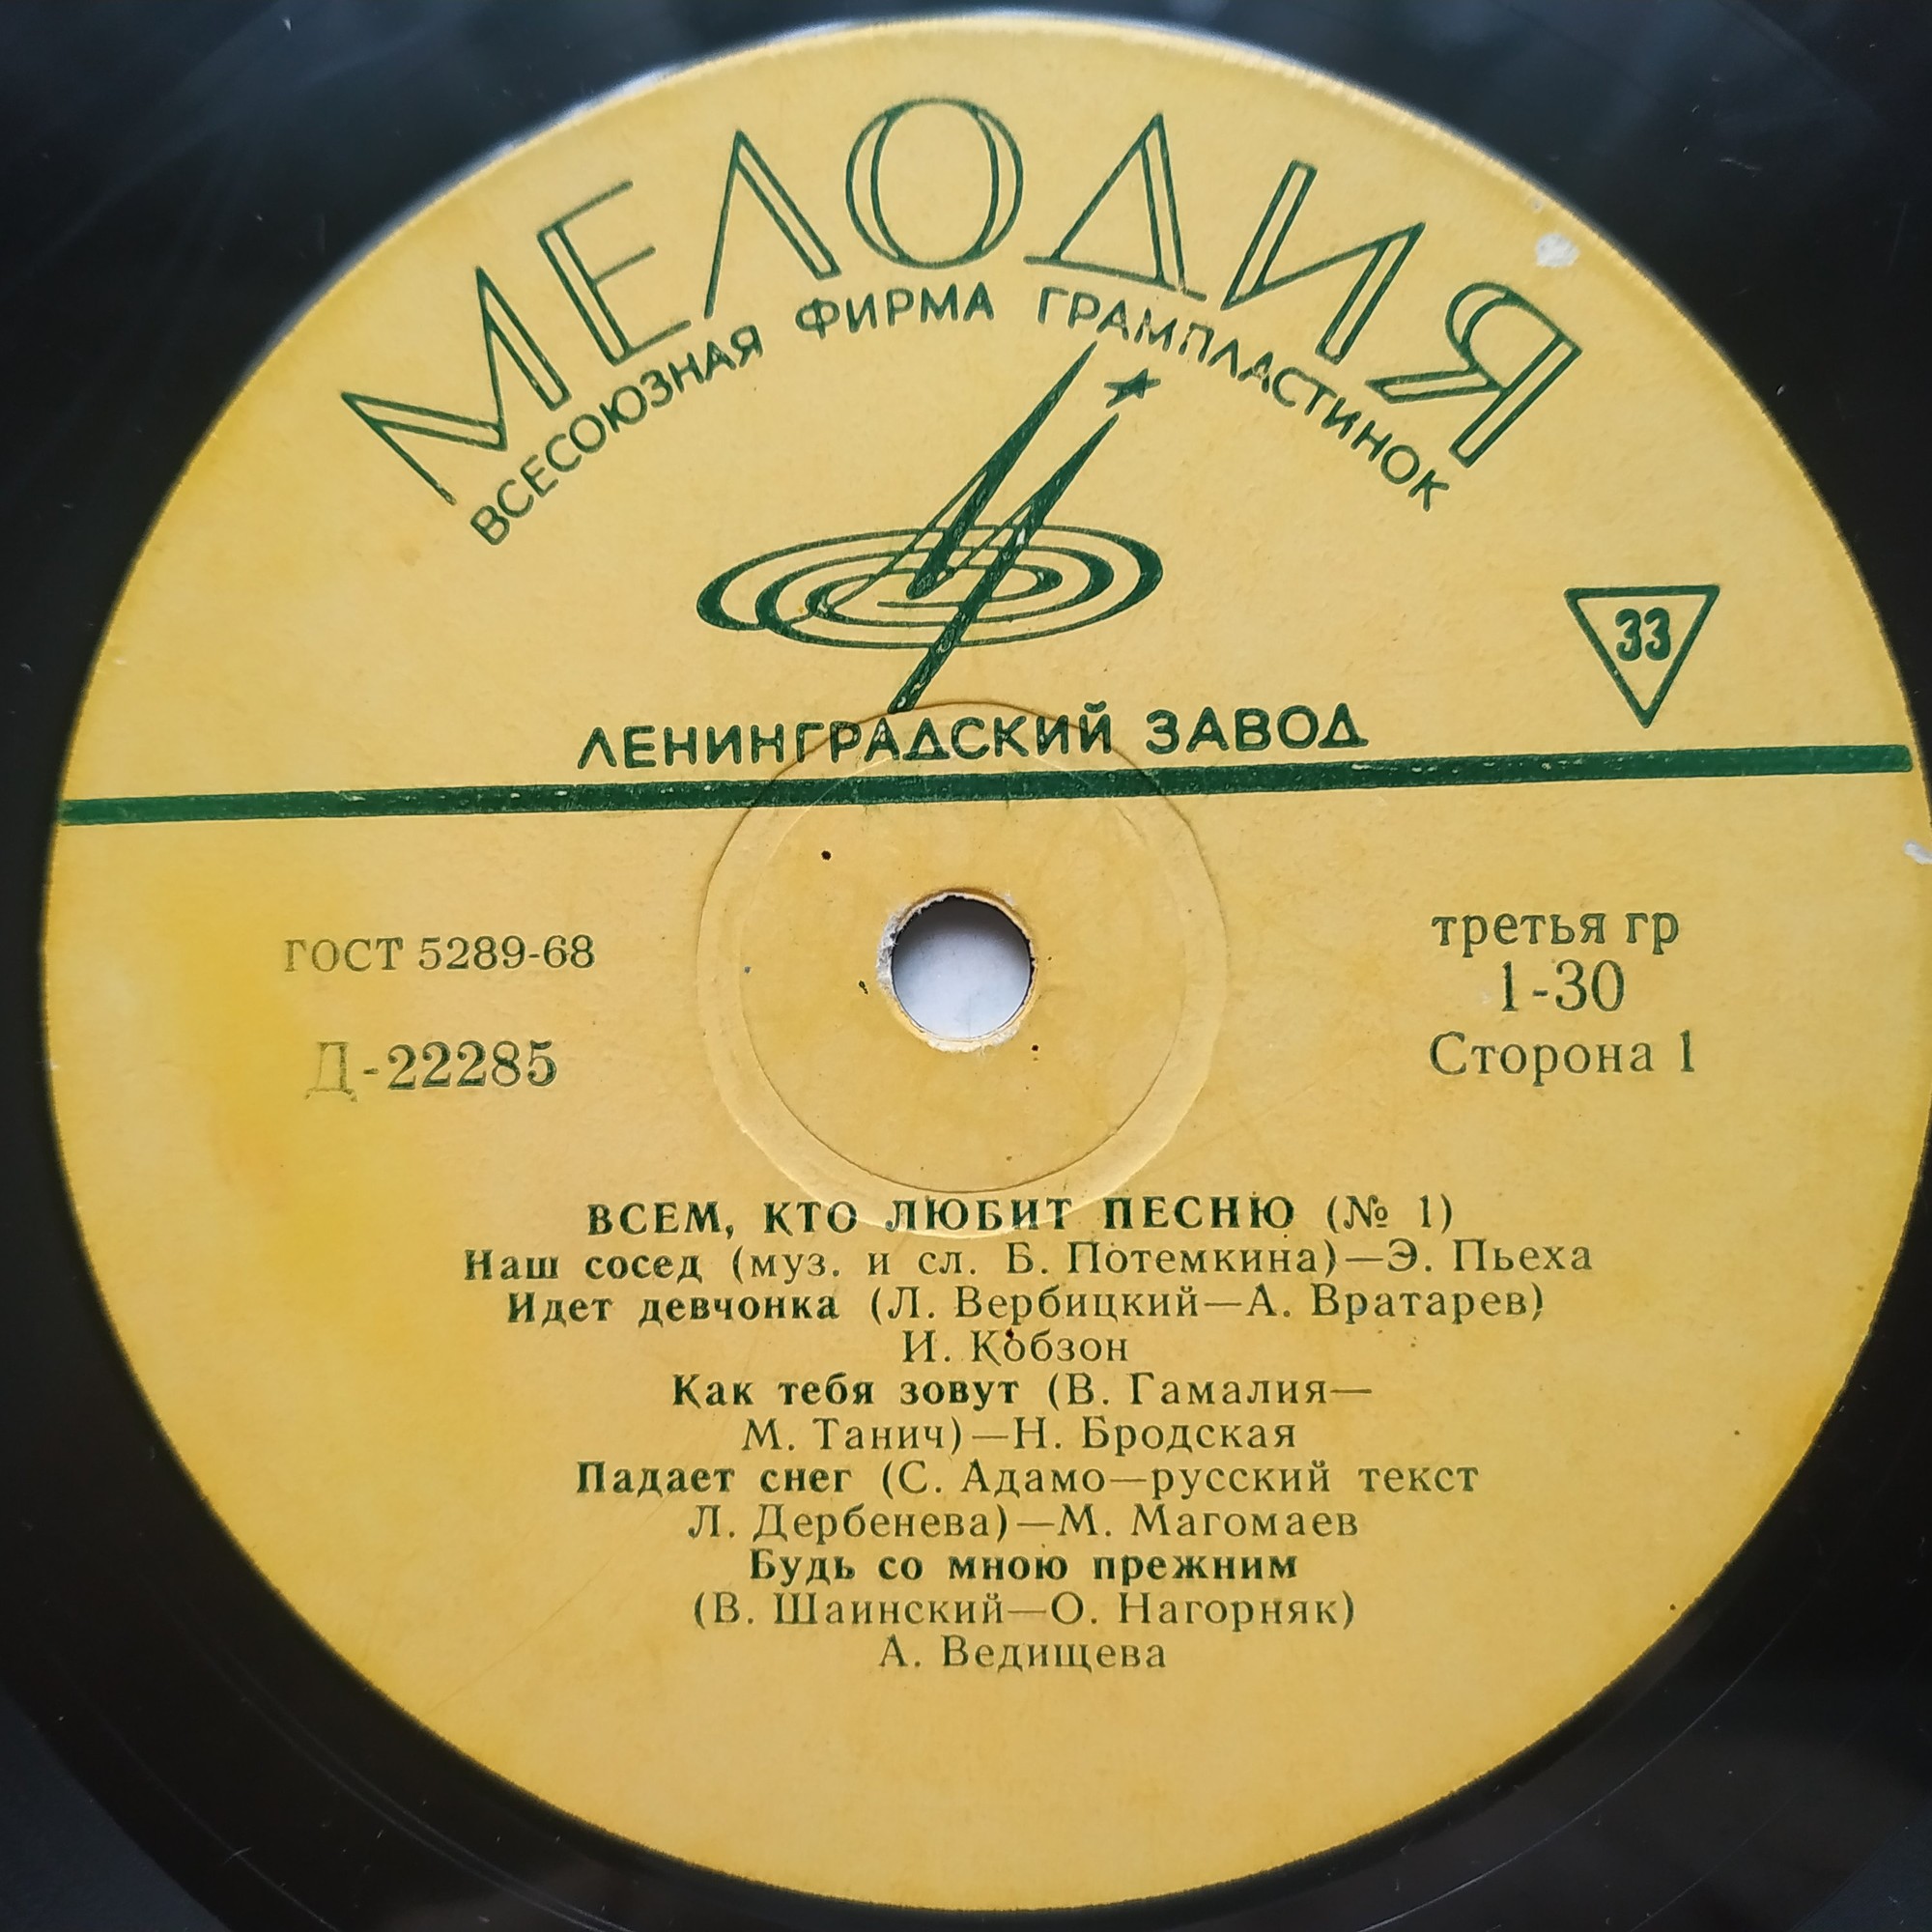 МЕЛОДИЯ
ВСЕСОЮЗНАЯ ФИРМА ГРАМПЛАСТИНОК
33
ЛЕНИНГРАДСКИЙ ЗАВОД
ГОСТ 5289-68
Д-22285
третья гр
1-30
Сторона 1
ВСЕМ, КТО ЛЮБИТ ПЕСНЮ (№ 1)
Наш сосед (муз. и сл. Б. Потемкина)—Э. Пьеха
Идет девчонка (Л. Вербицкий—А. Вратарев)
И. Кобзон
Как тебя зовут (В. Гамалия—
М. Танич)—Н. Бродская
Падает снег (С. Адамо—русский текст
Л. Дербенева)—М. Магомаев
Будь со мною прежним
(В. Шаинский—О. Нагорняк)
А. Ведищева